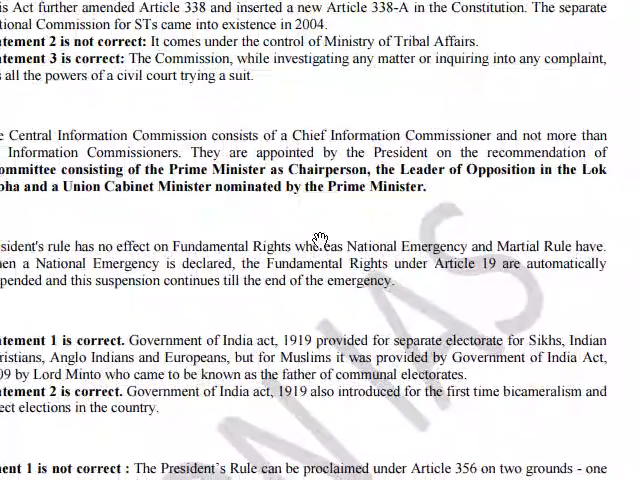 is Act further amended Article 338 and inserted a new Article 338-A in the Constitution. The separate
tional Commission for STs came into existence in 2004.
tement 2 is not correct: It comes under the control of Ministry of Tribal Affairs.
tement 3 is correct: The Commission, while investigating any matter or inquiring into any complaint,
s all the powers of a civil court trying a suit.
e Central Information Commission consists of a Chief Information Commissioner and not more than
Information Commissioners. They are appointed by the President on the recommendation of
ommittee consisting of the Prime Minister as Chairperson, the Leader of Opposition in the Lok
bha and a Union Cabinet Minister nominated by the Prime Minister.
sident's rule has no effect on Fundamental Rights whereas National Emergency and Martial Rule have.
en a National Emergency is declared, the Fundamental Rights under Article 19 are automatically
pended and this suspension continues till the end of the emergency.
tement 1 is correct. Government of India act, 1919 provided for separate electorate for Sikhs, Indian
ristians, Anglo Indians and Europeans, but for Muslims it was provided by Government of India Act,
09 by Lord Minto who came to be known as the father of communal electorates.
tement 2 is correct. Government of India act, 1919 also introduced for the first time bicameralism and
ect elections in the country.
ent 1 is not correct : The President's Rule can be proclaimed under Article 356 on two grounds - one
ON IAS